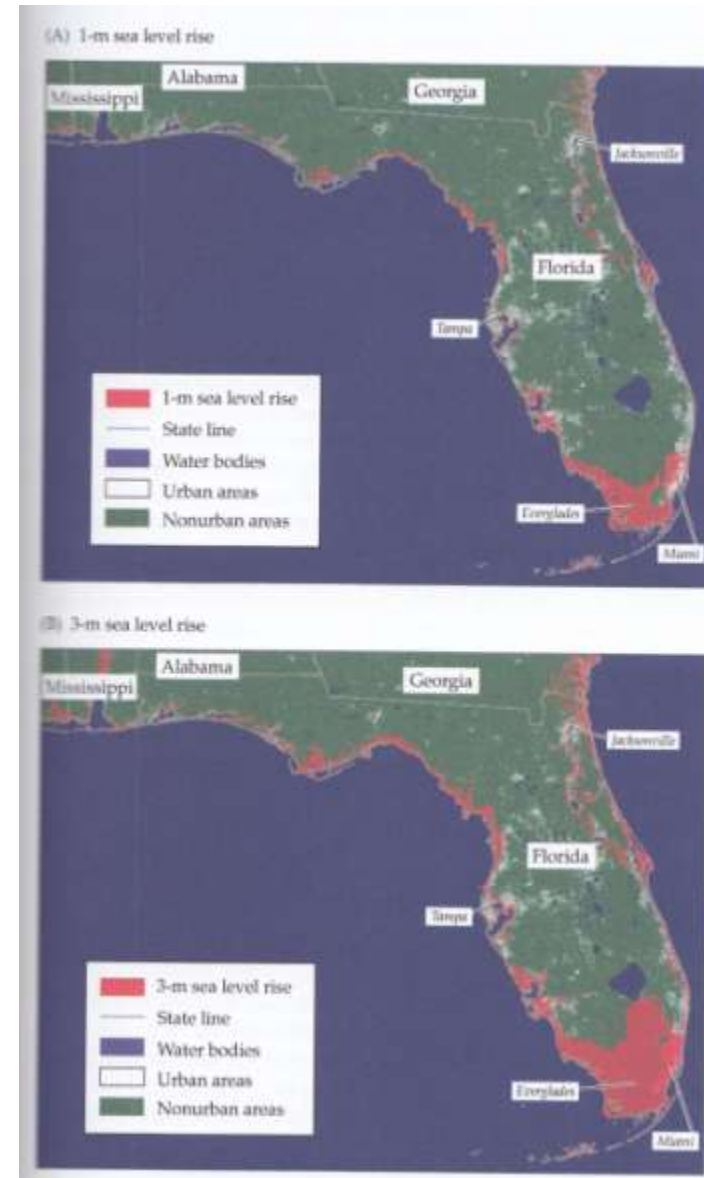 (A) 1-m sea level rise
Alabama
Mississippi
Georgia
Jacksonville
Florida
Tampa
1-m sea level rise
State line
Water bodies
Urban areas
Nonurban areas
Everglades
Miami
(B) 3-m sea level rise
Alabama
Mississippi
Georgia
Jacksonville
Florida
Tampa
3-m sea level rise
State line
Water bodies
Urban areas
Nonurban areas
Everglades
Miami